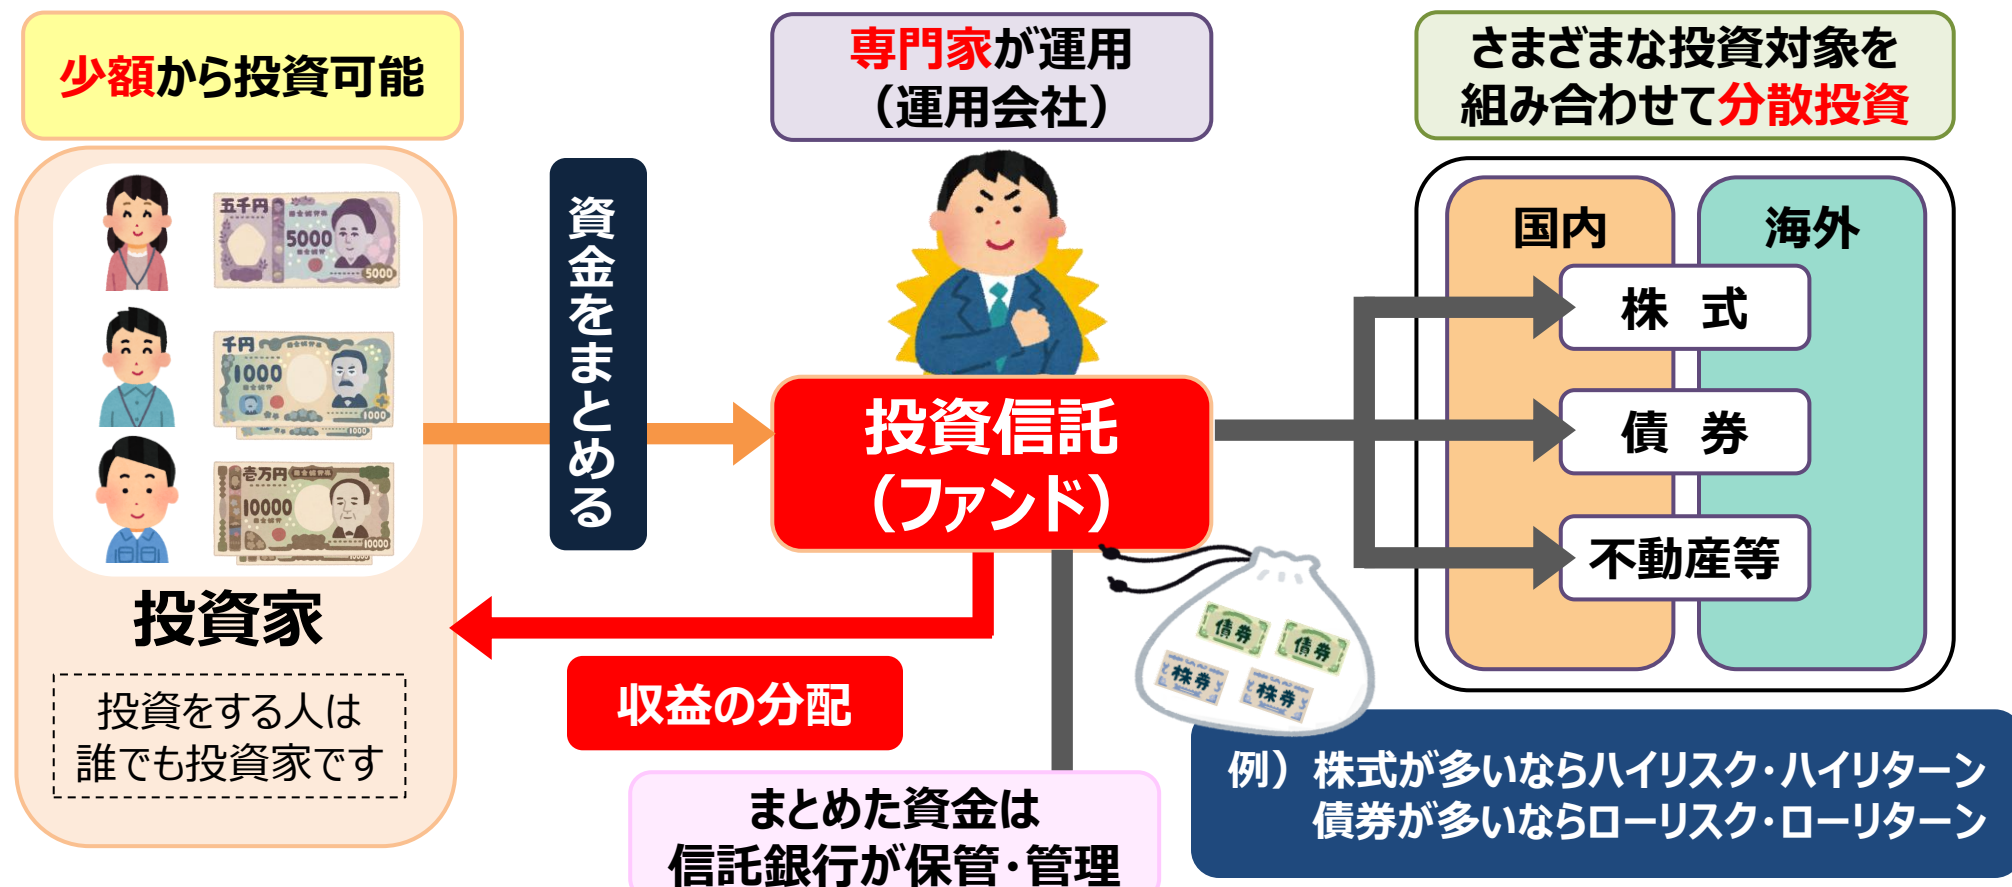 少額から投資可能
専門家が運用
（運用会社）
さまざまな投資対象を
組み合わせて分散投資
五千円
5000
5000
千円
1000
1000
壱万円
10000
10000
投資家
投資をする人は
誰でも投資家です
資金をまとめる
投資信託
（ファンド）
収益の分配
まとめた資金は
信託銀行が保管・管理
国内
海外
株 式
債 券
不動産等
債券
債券
株券
株券
例）株式が多いならハイリスク・ハイリターン
債券が多いならローリスク・ローリターン